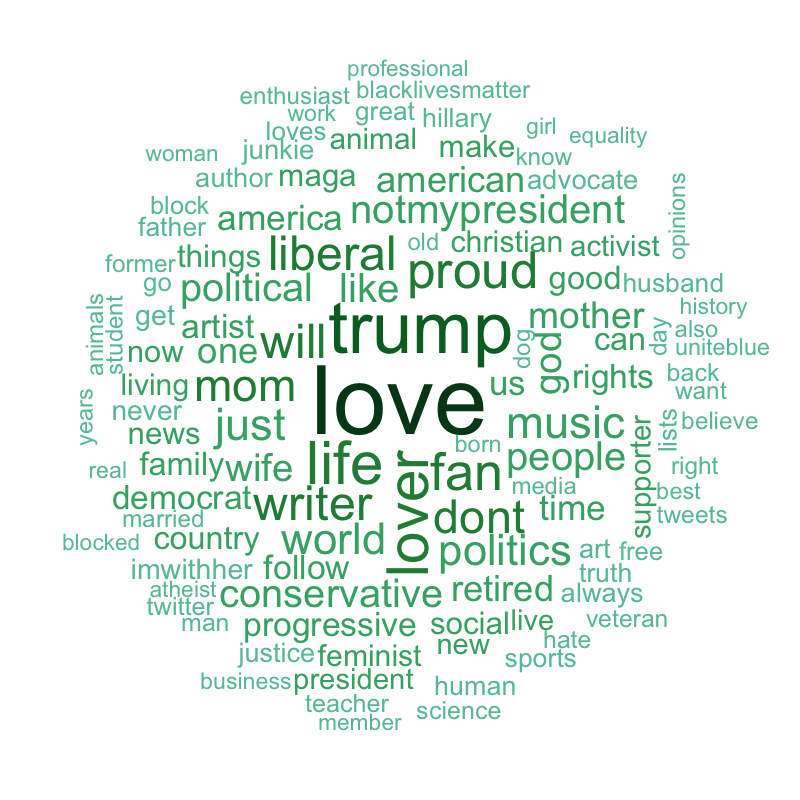 professional
enthusiast
blacklivesmatter
work
great
hillary
loves
animal
girl
equality
woman
junkie
make
know
author
maga
american
advocate
block
america
notmypresident
opinions
father
liberal
old
christian
activist
former
things
proud
good
husband
go
political
like
history
animals
student
get
artist
will
trump
mother
dog
god
can
day
also
uniteblue
now
one
living
mom
love
us
rights
back
want
years
never
just
music
lists
believe
news
born
supporter
real
family
wife
life
lover
fan
people
right
democrat
writer
media
best
married
dont
time
tweets
blocked
country
world
politics
art
free
imwithher
follow
truth
atheist
conservative
retired
always
twitter
man
progressive
social
live
veteran
justice
feminist
new
hate
sports
business
president
human
teacher
science
member